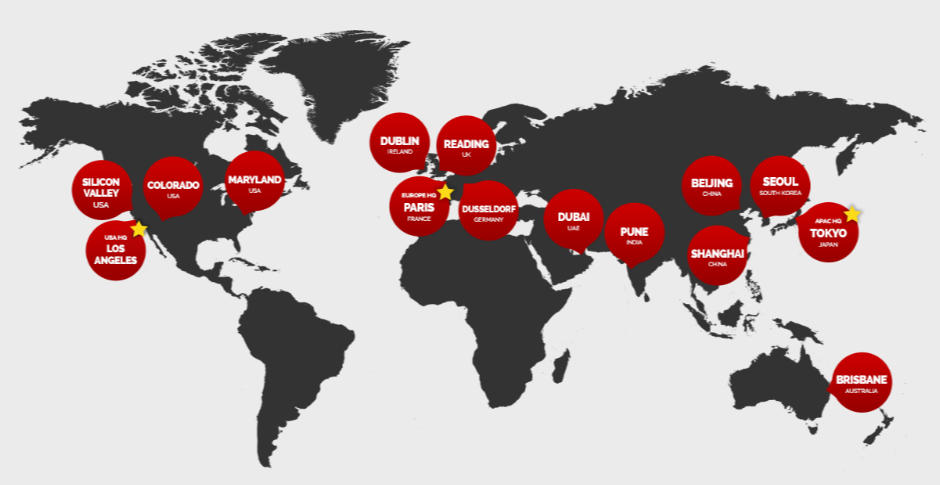 DUBLIN
IRELAND
READING
UK
SILICON
VALLEY
USA
COLORADO
USA
MARYLAND
USA
USA HQ
LOS
ANGELES
EUROPE HQ
PARIS
FRANCE
DUSSELDORF
GERMANY
DUBAI
UAE
PUNE
INDIA
BEIJING
CHINA
SEOUL
SOUTH KOREA
SHANGHAI
CHINA
APAC HQ
TOKYO
JAPAN
BRISBANE
AUSTRALIA